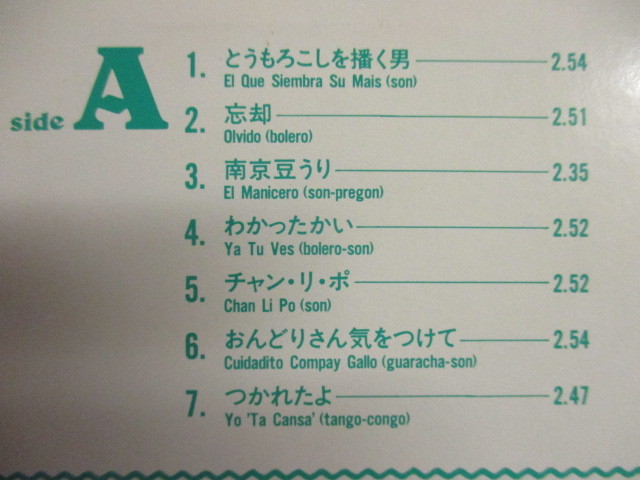 side A
1. とうもろこしを播く男 2.54
El Que Siembra Su Mais (son)
2. 忘却 2.51
Olvido (bolero)
3. 南京豆うり 2.35
El Manicero (son-pregon)
4. わかったかい 2.52
Ya Tu Ves (bolero-son)
5. チャン・リ・ポ 2.52
Chan Li Po (son)
6. おんどりさん気をつけて 2.54
Cuidadito Compay Gallo (guaracha-son)
7. つかれたよ 2.47
Yo 'Ta Cansa' (tango-congo)